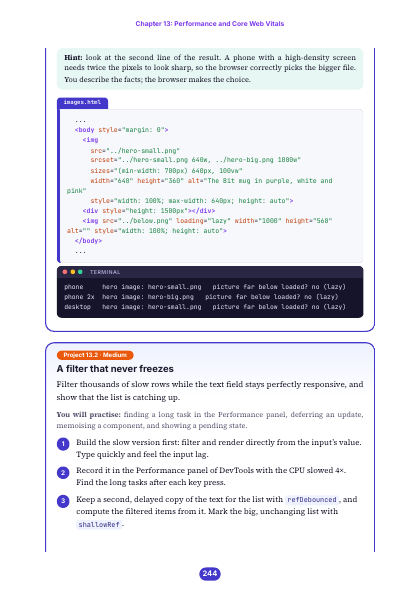 Chapter 13: Performance and Core Web Vitals
Hint: look at the second line of the result. A phone with a high-density screen
needs twice the pixels to look sharp, so the browser correctly picks the bigger file.
You describe the facts; the browser makes the choice.
images.html
...
<body style="margin: 0">
<img
src="../hero-small.png"
srcset="../hero-small.png 640w, ../hero-big.png 1000w"
sizes="(min-width: 700px) 640px, 100vw"
width="640" height="360" alt="The 8it mug in purple, white and
pink"
style="width: 100%; max-width: 640px; height: auto">
<div style="height: 1500px"></div>
<img src="../below.png" loading="lazy" width="1000" height="560"
alt="" style="width: 100%; height: auto">
</body>
...
TERMINAL
phone hero image: hero-small.png picture far below loaded? no (lazy)
phone 2x hero image: hero-big.png picture far below loaded? no (lazy)
desktop hero image: hero-small.png picture far below loaded? no (lazy)
Project 13.2 · Medium
A filter that never freezes
Filter thousands of slow rows while the text field stays perfectly responsive, and
show that the list is catching up.
You will practise: finding a long task in the Performance panel, deferring an update,
memoising a component, and showing a pending state.
1 Build the slow version first: filter and render directly from the input's value.
Type quickly and feel the input lag.
2 Record it in the Performance panel of DevTools with the CPU slowed 4×.
Find the long tasks after each key press.
3 Keep a second, delayed copy of the text for the list with refDebounced, and
compute the filtered items from it. Mark the big, unchanging list with
shallowRef.
244